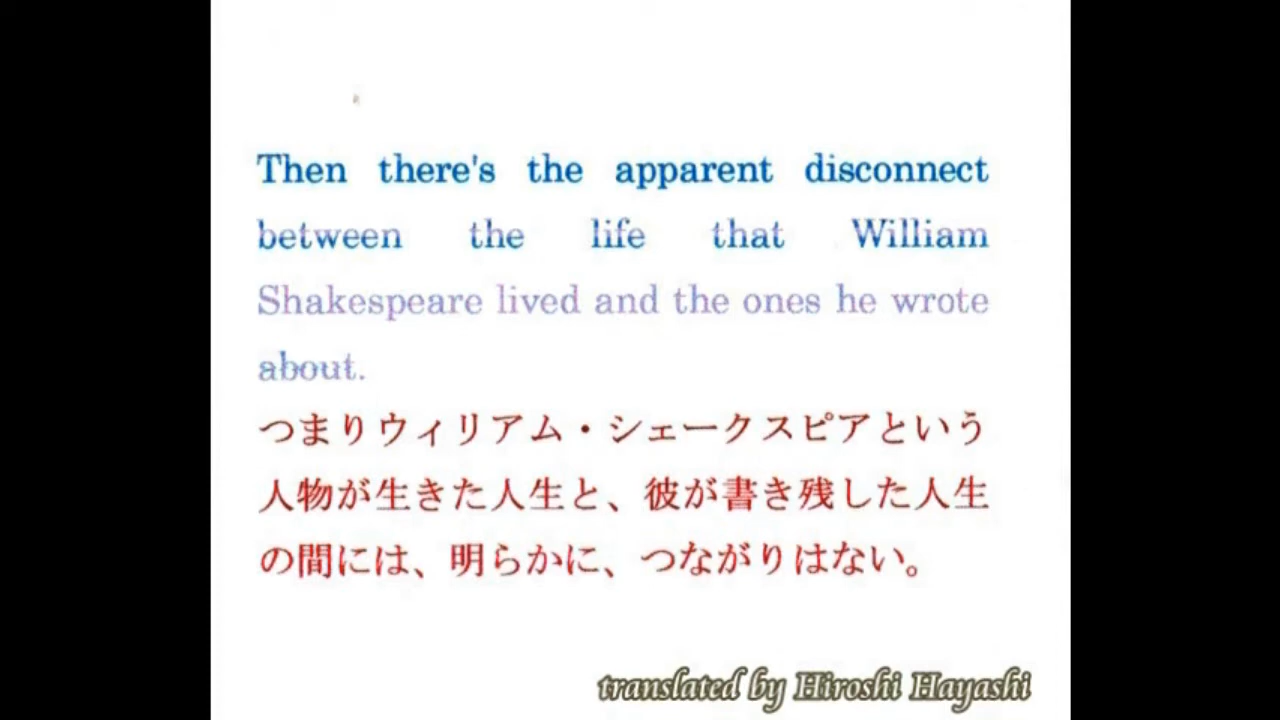 Then there's the apparent disconnect
between the life that William
Shakespeare lived and the ones he wrote
about.
つまりウィリアム・シェークスピアという
人物が生きた人生と、彼が書き残した人生
の間には、明らかに、つながりはない。
translated by Hiroshi Hayashi